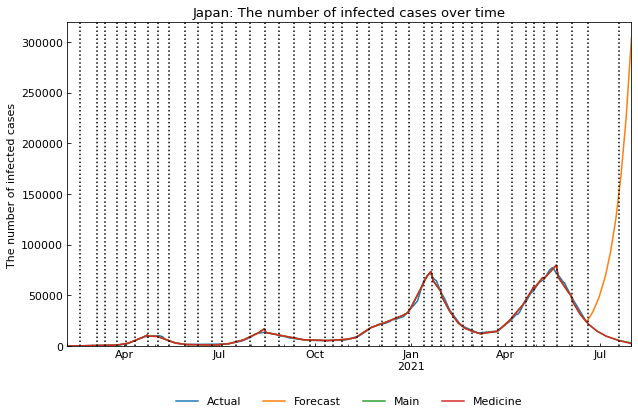 Japan: The number of infected cases over time
The number of infected cases
300000
250000
200000
150000
100000
50000
0
Apr Jul Oct Jan Apr Jul
2021
Actual Forecast Main Medicine